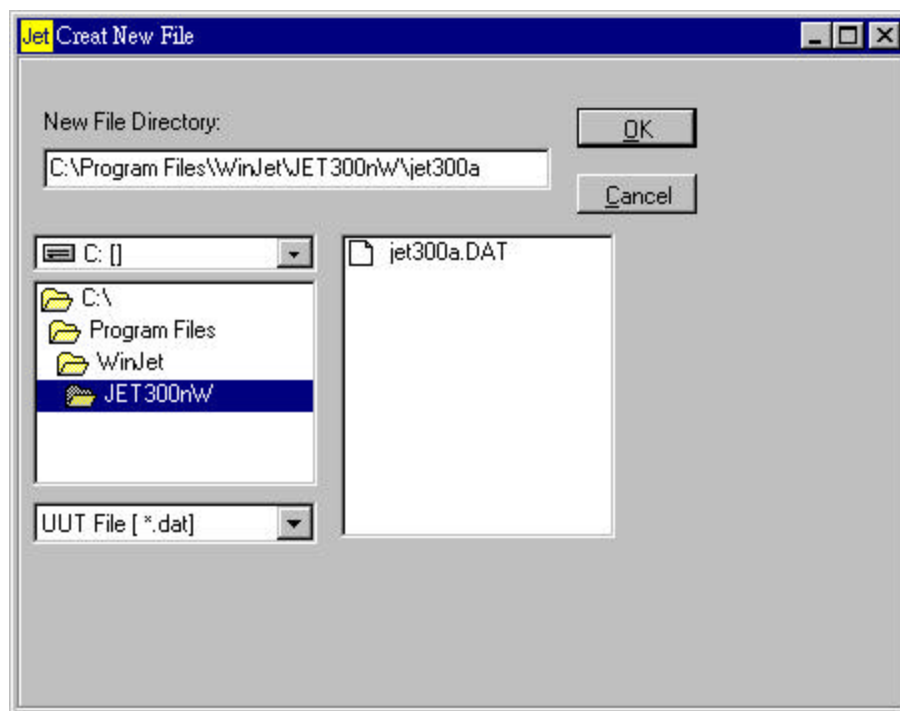 Jet Creat New File
New File Directory:
OK
C:\Program Files\WinJet\JET300nW\jet300a
Cancel
C: []
jet300a.DAT
C:\
Program Files
WinJet
JET300nW
UUT File [ *.dat]